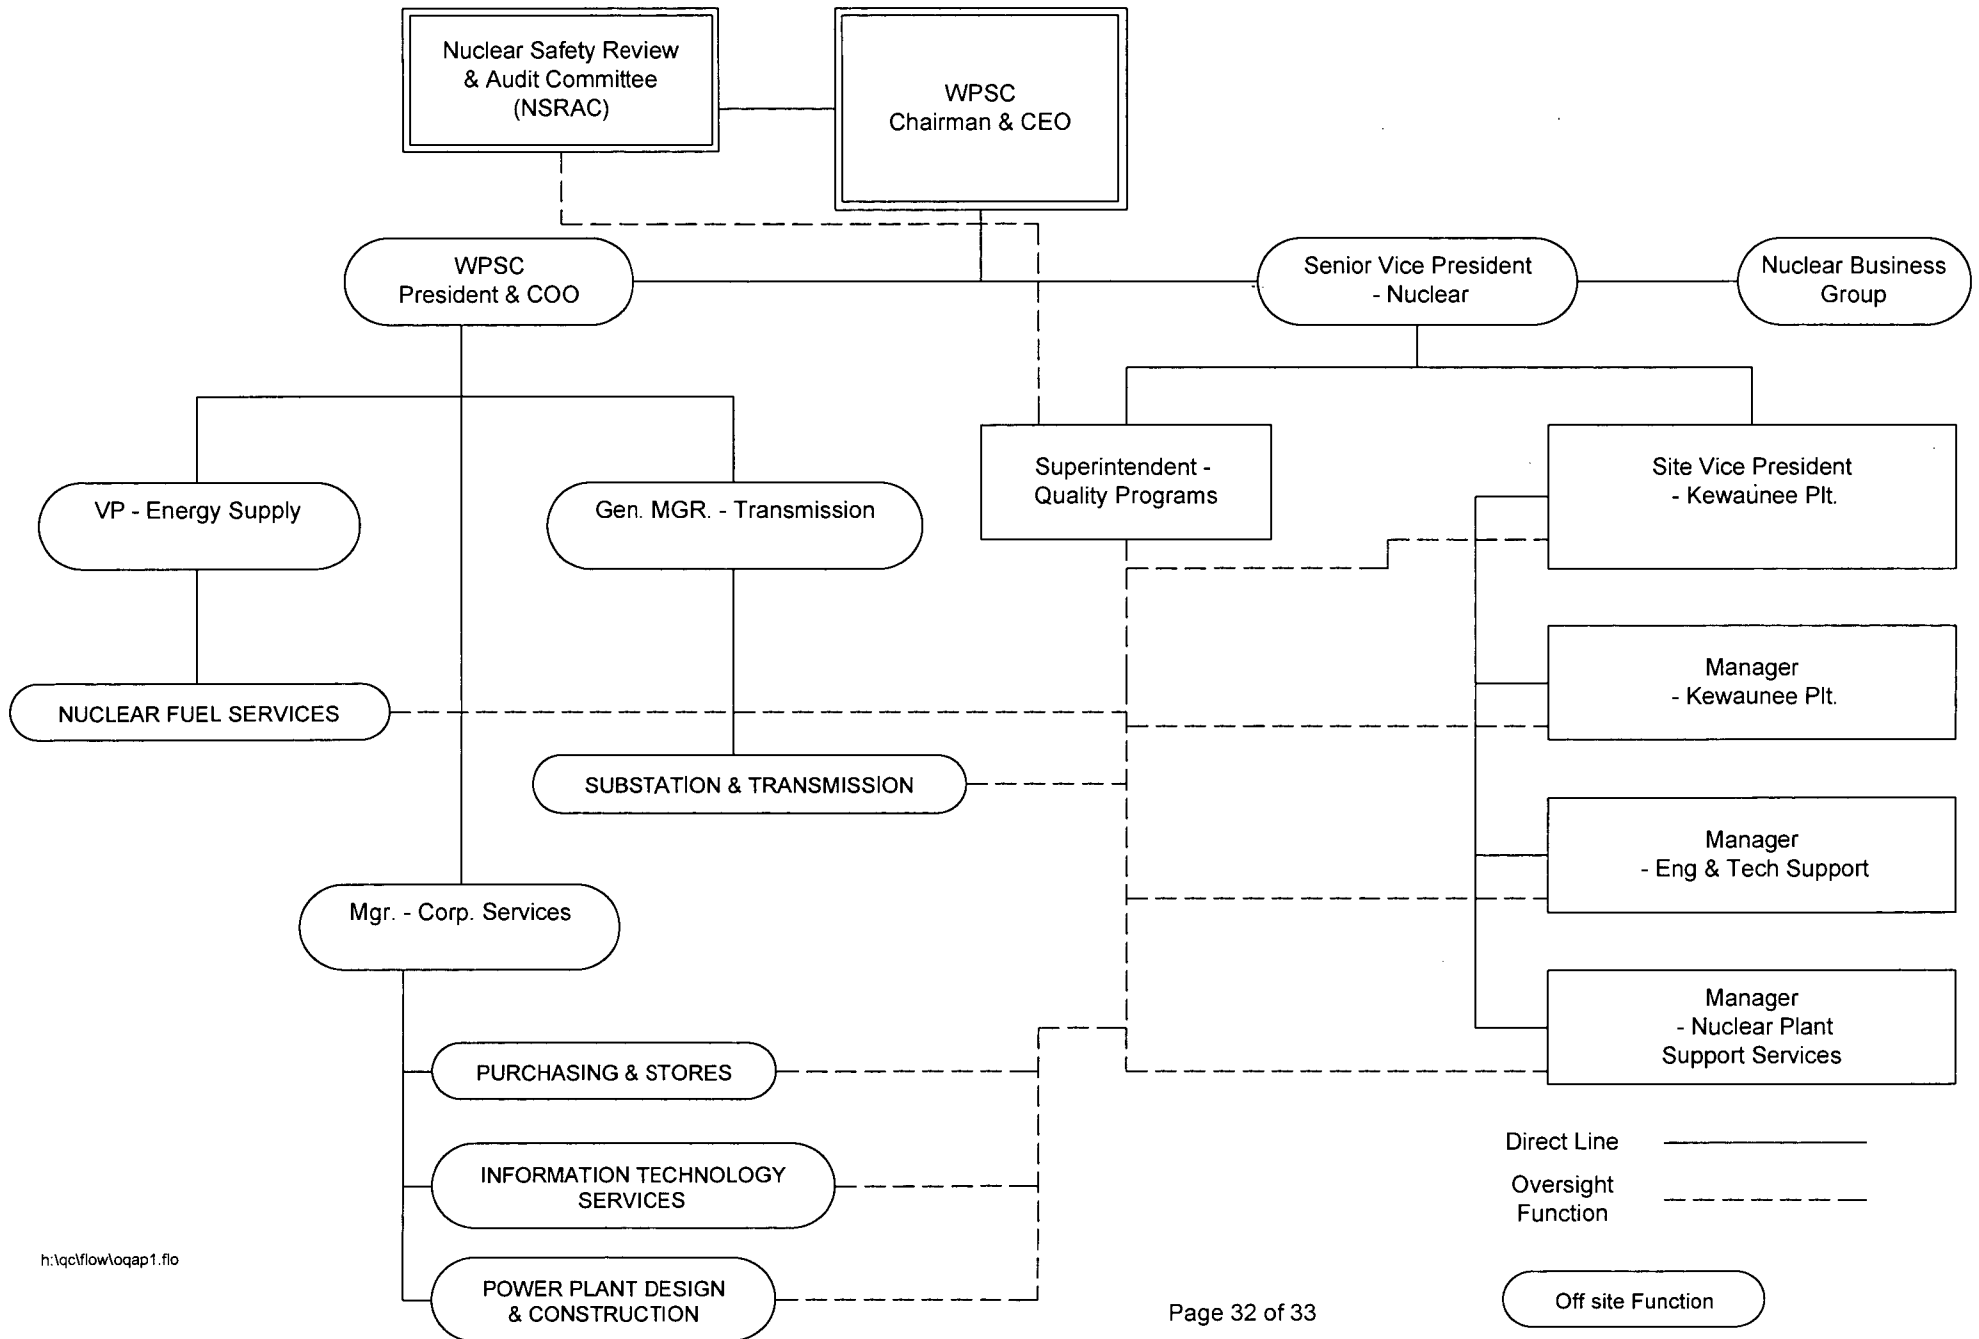 Nuclear Safety Review
& Audit Committee
(NSRAC)
WPSC
Chairman & CEO
WPSC
President & COO
Senior Vice President
- Nuclear
Nuclear Business
Group
VP - Energy Supply
Gen. MGR. - Transmission
Superintendent -
Quality Programs
Site Vice President
- Kewaunee Plt.
NUCLEAR FUEL SERVICES
Manager
- Kewaunee Plt.
SUBSTATION & TRANSMISSION
Manager
- Eng & Tech Support
Mgr. - Corp. Services
Manager
- Nuclear Plant
Support Services
PURCHASING & STORES
INFORMATION TECHNOLOGY
SERVICES
POWER PLANT DESIGN
& CONSTRUCTION
Direct Line
Oversight
Function
Off site Function
h:\qc\flow\oqap1.flo
Page 32 of 33